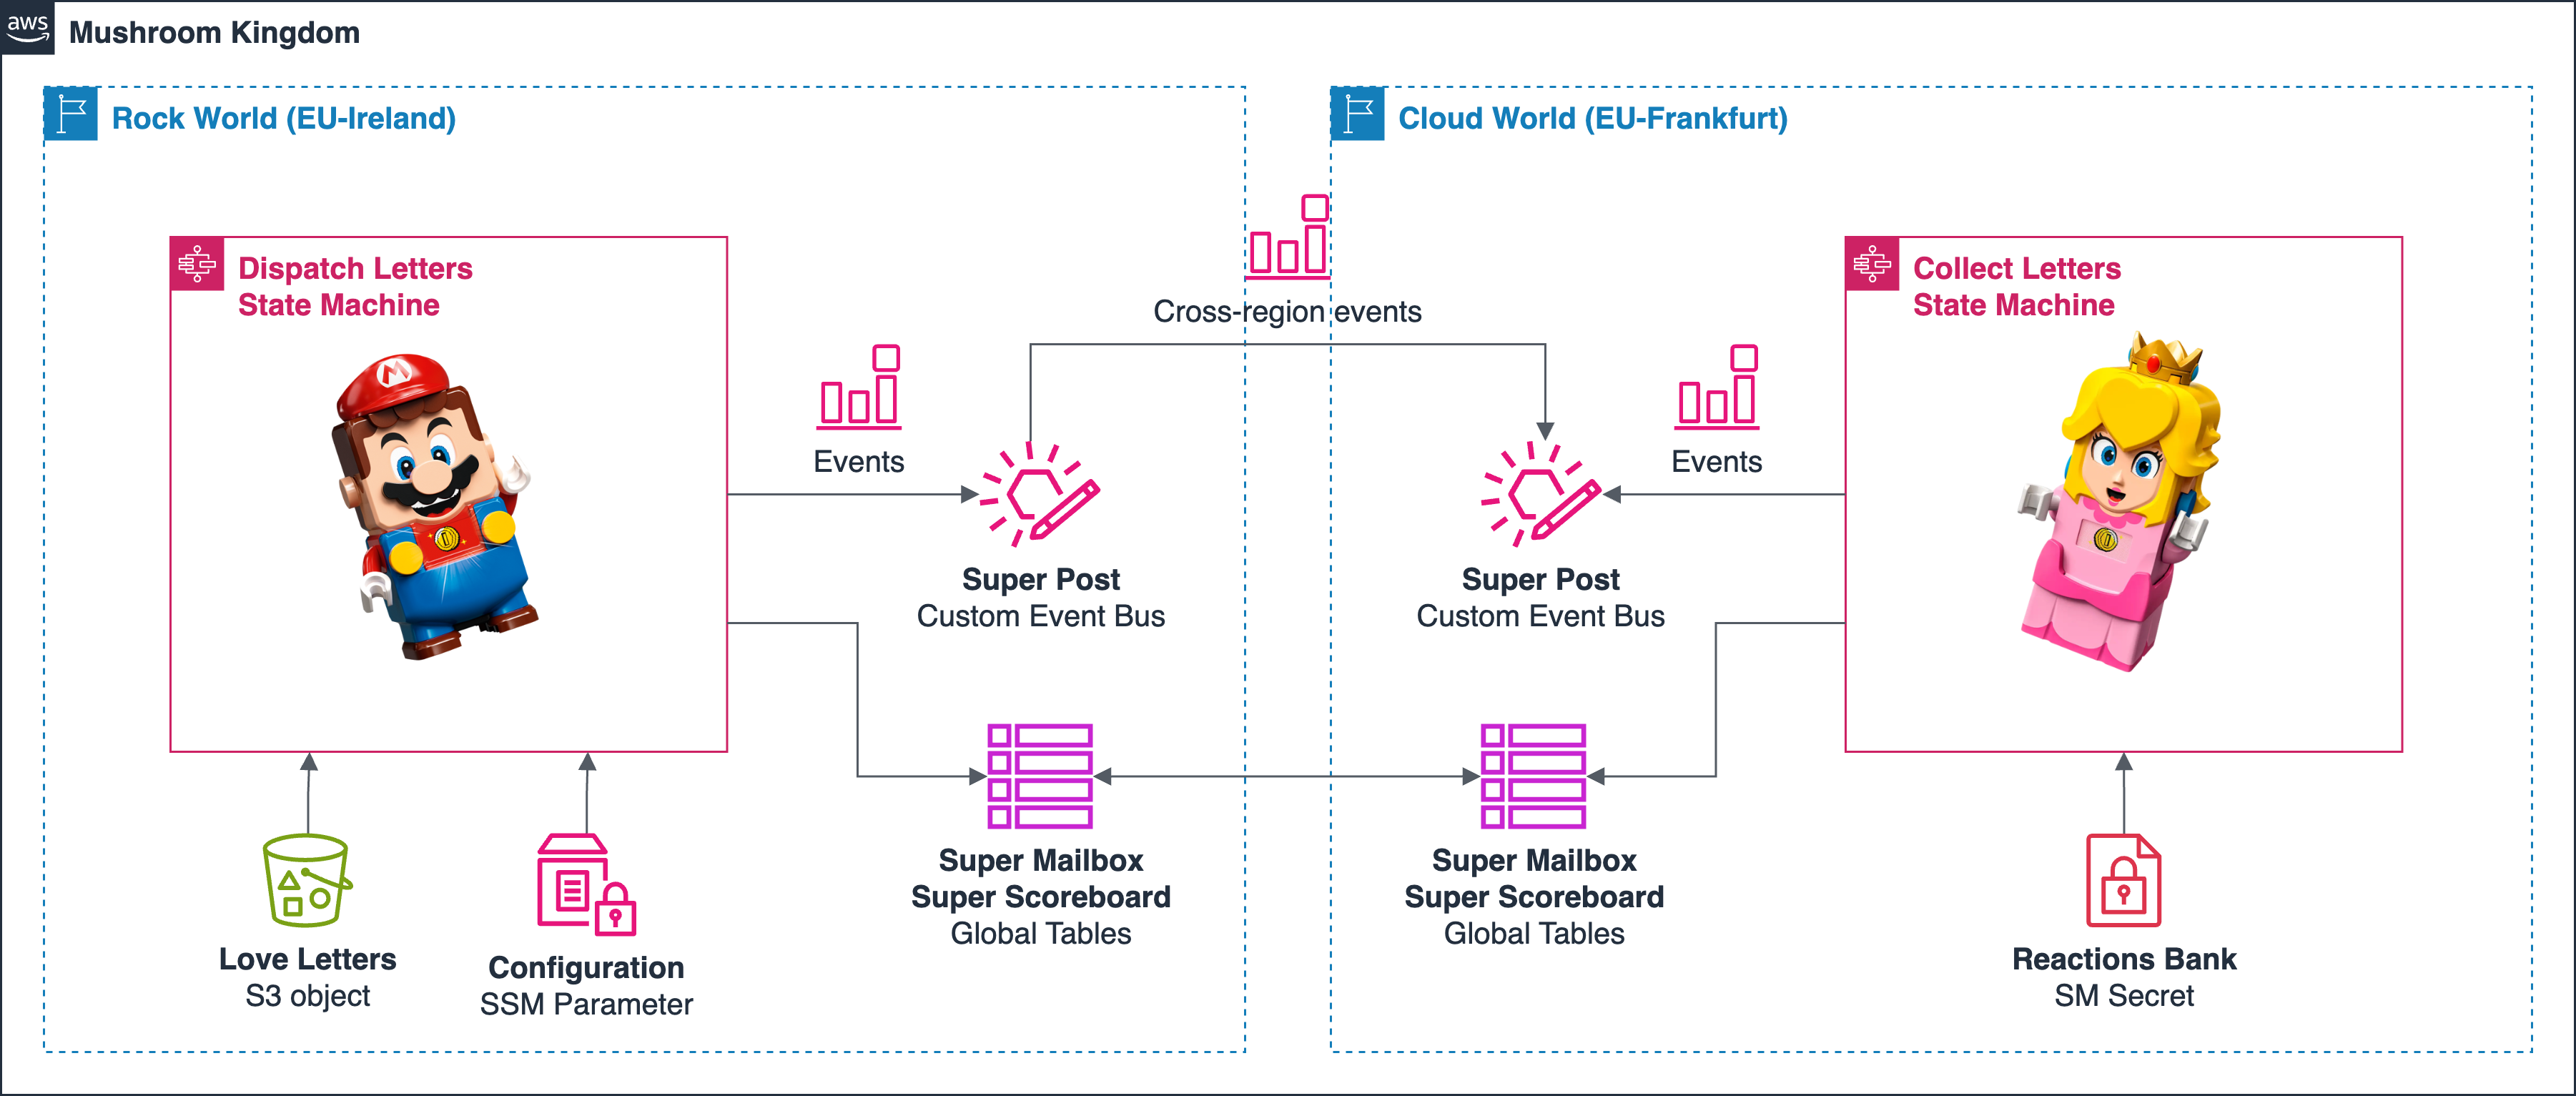 aws
Mushroom Kingdom
Rock World (EU-Ireland)
Cloud World (EU-Frankfurt)
Dispatch Letters
State Machine
M
Cross-region events
Collect Letters
State Machine
Events
Events
Super Post
Custom Event Bus
Super Post
Custom Event Bus
Super Mailbox
Super Scoreboard
Global Tables
Super Mailbox
Super Scoreboard
Global Tables
Love Letters
S3 object
Configuration
SSM Parameter
Reactions Bank
SM Secret